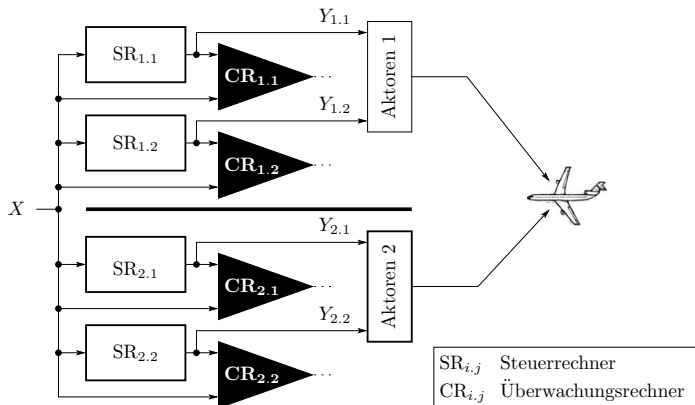 Y1.1
SR1.1
CR1.1
...
Aktoren 1
Y1.2
SR1.2
CR1.2
...
X
Y2.1
SR2.1
CR2.1
...
Aktoren 2
Y2.2
SR2.2
CR2.2
...
SRi.j Steuerrechner
CRi.j Überwachungsrechner